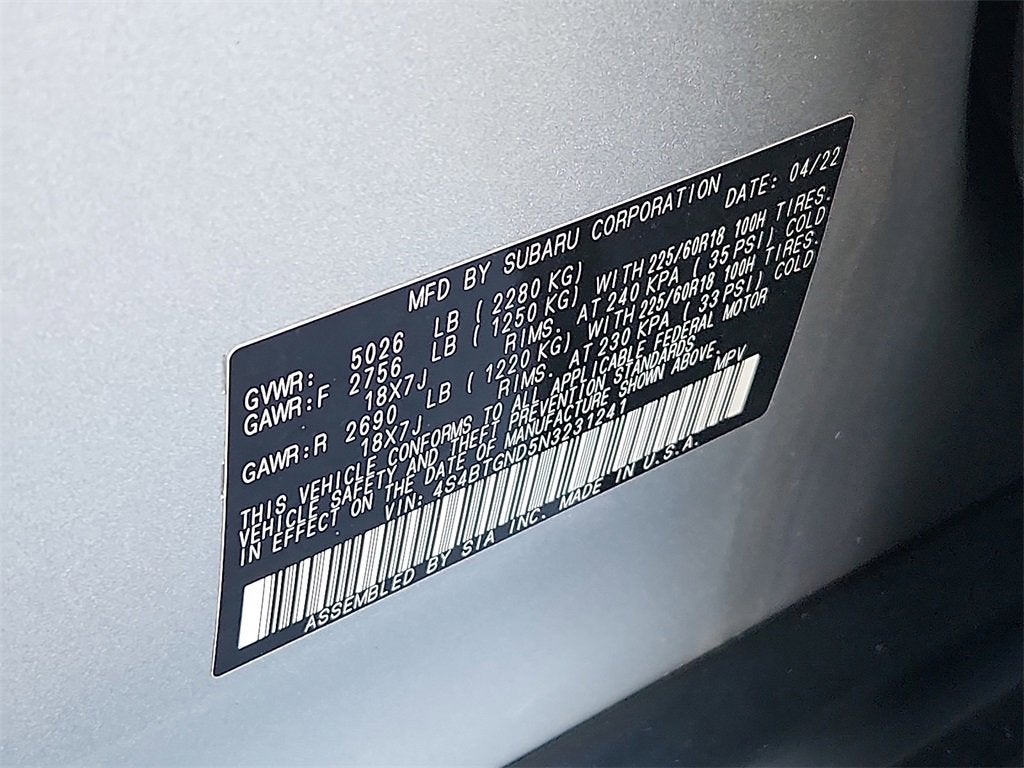 MFD BY SUBARU CORPORATION DATE: 04/22
GVWR: 5026 LB ( 2280 KG)
GAWR:F 2756 LB ( 1250 KG) WITH 225/60R18 100H TIRES.
18X7J RIMS. AT 240 KPA ( 35 PSI) COLD
GAWR:R 2690 LB ( 1220 KG) WITH 225/60R18 100H TIRES.
18X7J RIMS. AT 230 KPA ( 33 PSI) COLD
THIS VEHICLE CONFORMS TO ALL APPLICABLE FEDERAL MOTOR
VEHICLE SAFETY AND THEFT PREVENTION STANDARDS
IN EFFECT ON THE DATE OF MANUFACTURE SHOWN ABOVE.
VIN: 4S4BTGND5N3231241 MPV
ASSEMBLED BY SIA INC. MADE IN U.S.A.